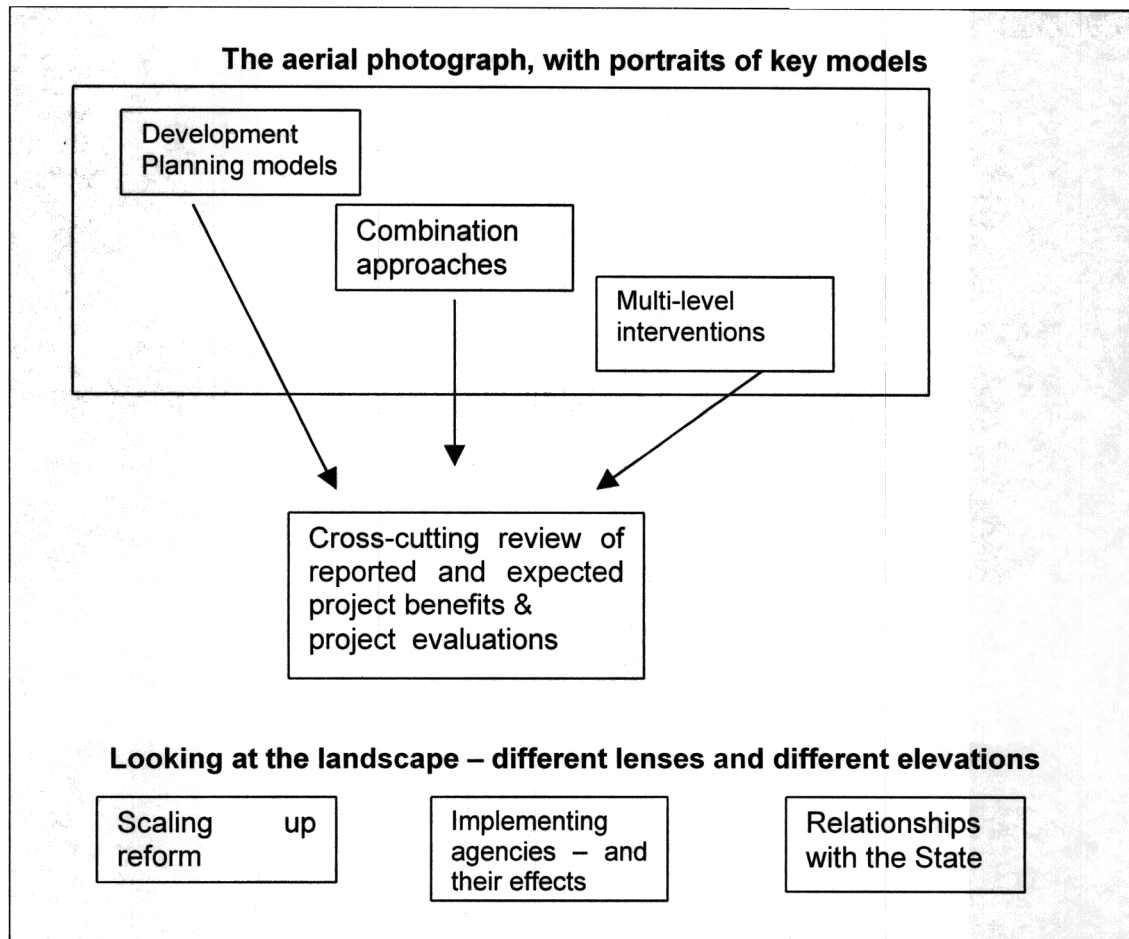 The aerial photograph, with portraits of key models
Development
Planning models
Combination
approaches
Multi-level
interventions
Cross-cutting review of
reported and expected
project benefits &
project evaluations
Looking at the landscape – different lenses and different elevations
Scaling up
reform
Implementing
agencies – and
their effects
Relationships
with the State